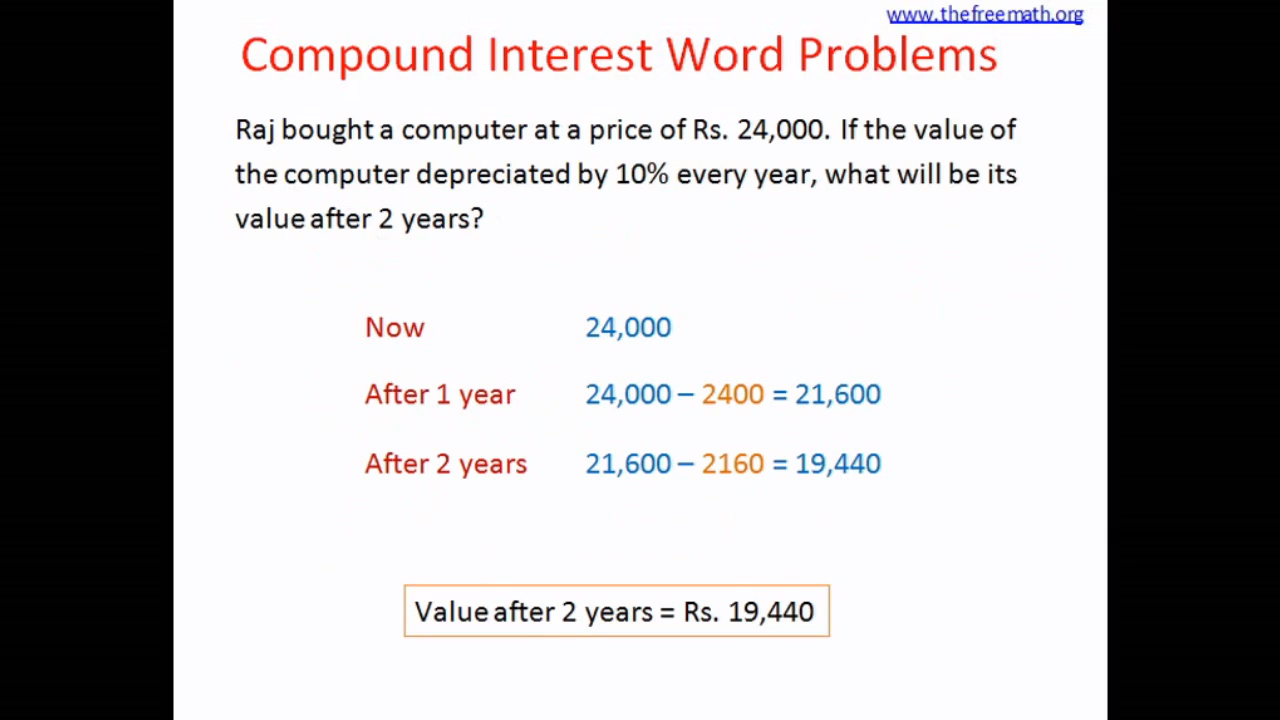 www.thefreemath.org
Compound Interest Word Problems
Raj bought a computer at a price of Rs. 24,000. If the value of
the computer depreciated by 10% every year, what will be its
value after 2 years?
Now 24,000
After 1 year 24,000 – 2400 = 21,600
After 2 years 21,600 – 2160 = 19,440
Value after 2 years = Rs. 19,440